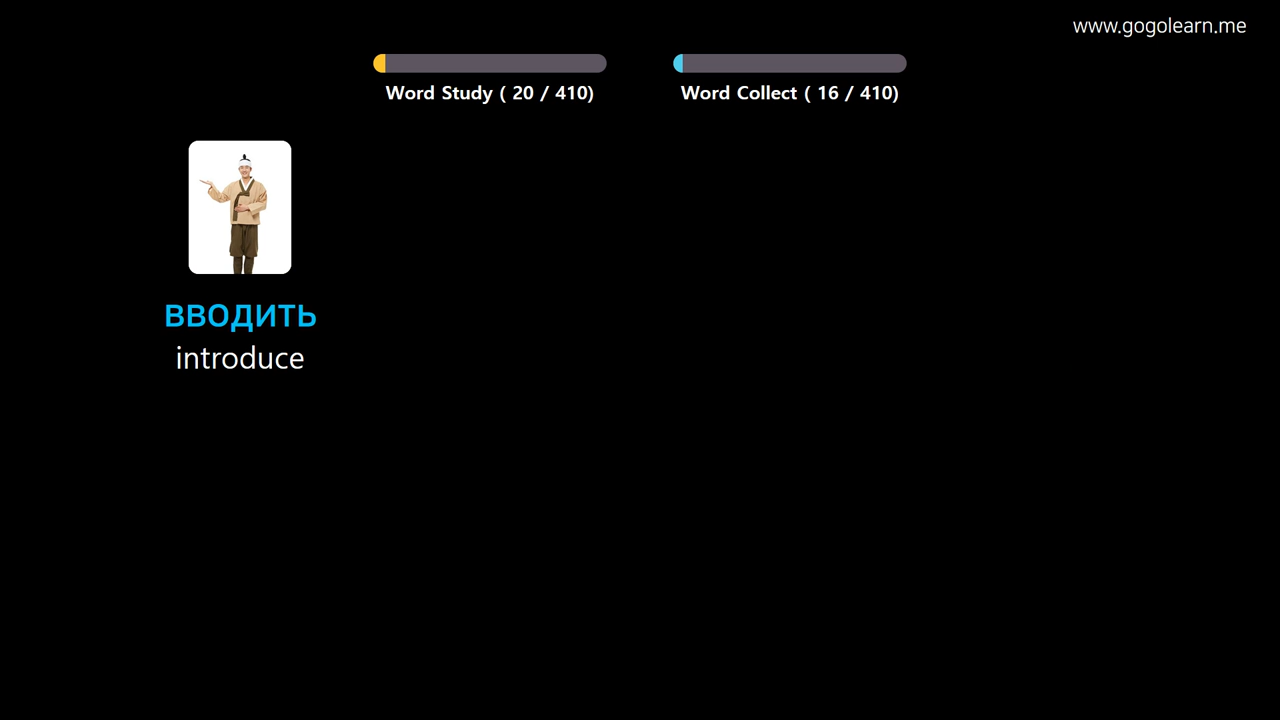 www.gogolearn.me
Word Study ( 20 / 410)
Word Collect ( 16 / 410)
вводить
introduce